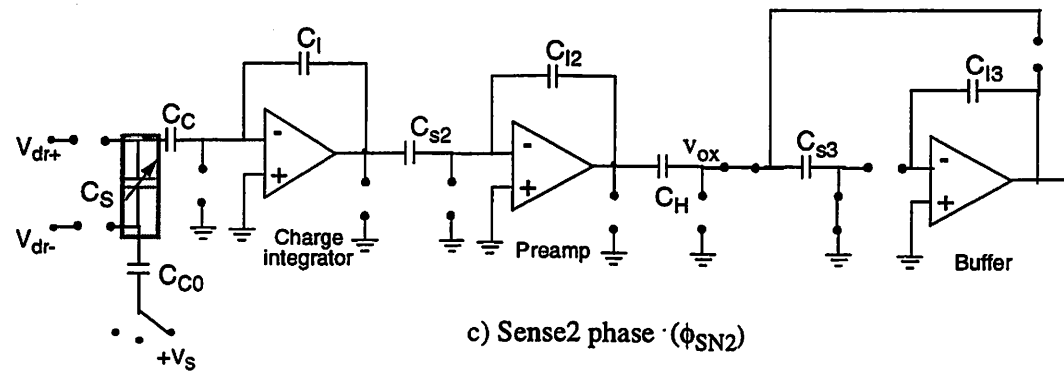 C_I
C_I2
C_I3
C_C
C_s2
C_s3
V_dr+
v_ox
-
-
-
+
+
+
C_S
C_H
V_dr-
Charge
integrator
Preamp
Buffer
C_C0
c) Sense2 phase (ϕ_SN2)
+V_S